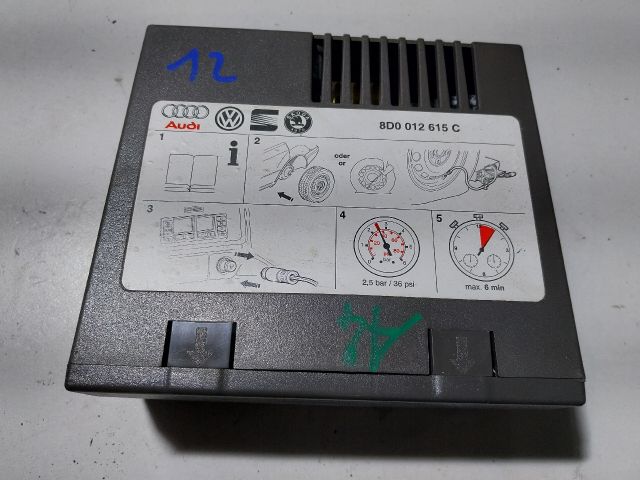 12
Audi
8D0 012 615 C
1
i
2
oder
or
3
4
bar
2,5 bar / 36 psi
5
max. 6 min